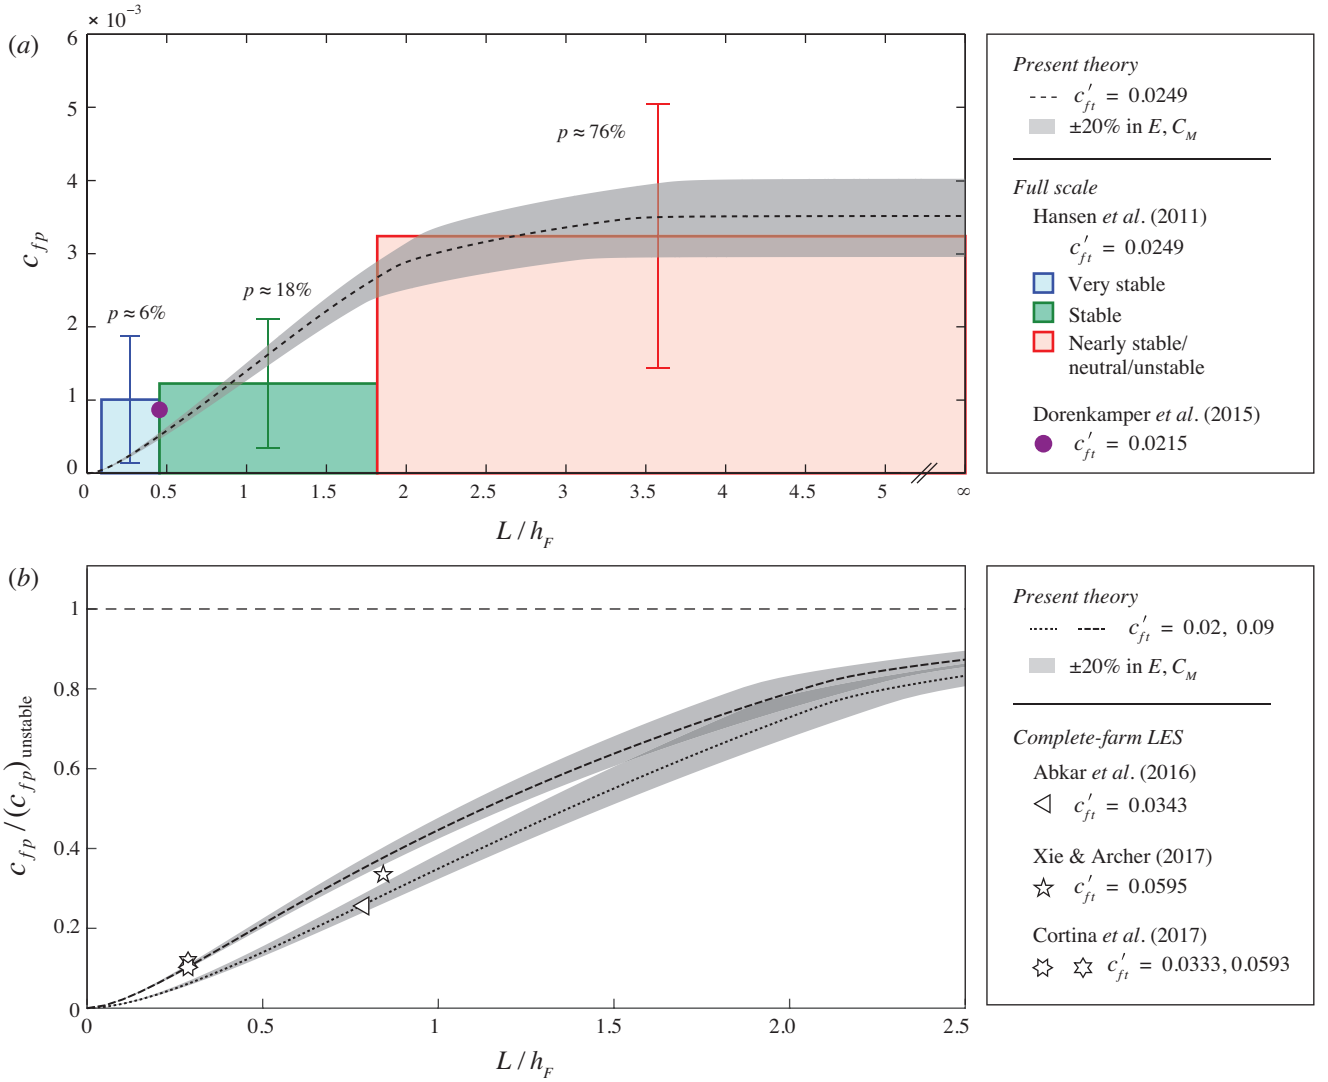 (a)
× 10⁻³
6
5
4
3
2
1
0
c_fp
p ≈ 6%
p ≈ 18%
p ≈ 76%
0 0.5 1 1.5 2 2.5 3 3.5 4 4.5 5 ∞
L / h_F
Present theory
c′_ft = 0.0249
±20% in E, C_M
Full scale
Hansen et al. (2011)
c′_ft = 0.0249
Very stable
Stable
Nearly stable/
neutral/unstable
Dorenkamper et al. (2015)
c′_ft = 0.0215
(b)
1
0.8
0.6
0.4
0.2
0
c_fp / (c_fp)_unstable
0 0.5 1 1.5 2.0 2.5
L / h_F
Present theory
c′_ft = 0.02, 0.09
±20% in E, C_M
Complete-farm LES
Abkar et al. (2016)
c′_ft = 0.0343
Xie & Archer (2017)
c′_ft = 0.0595
Cortina et al. (2017)
c′_ft = 0.0333, 0.0593